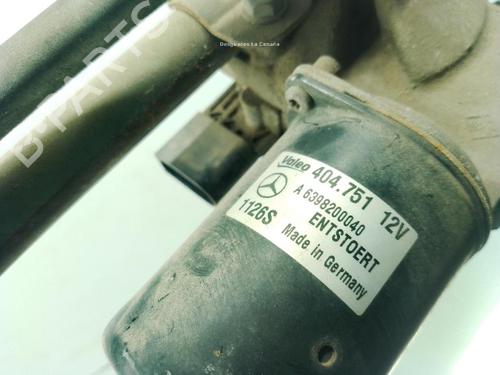 Desguaces La Cabaña
B-PARTS
Valeo 404.751 12V
A 6398200040
ENTSTOERT
1126S Made in Germany